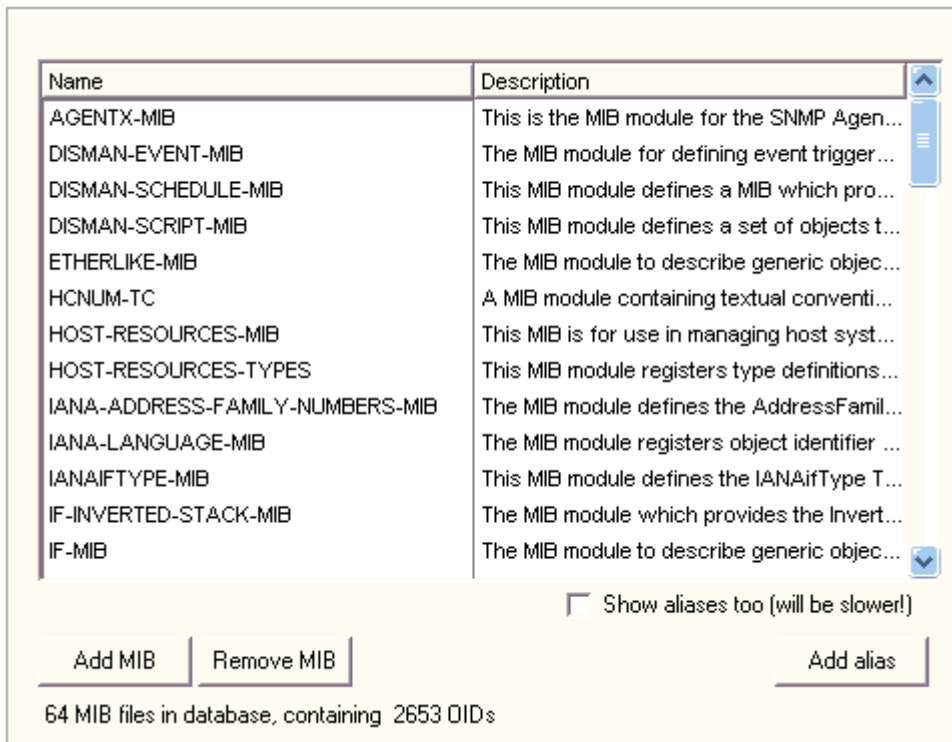 Name Description
AGENTX-MIB This is the MIB module for the SNMP Agen...
DISMAN-EVENT-MIB The MIB module for defining event trigger...
DISMAN-SCHEDULE-MIB This MIB module defines a MIB which pro...
DISMAN-SCRIPT-MIB This MIB module defines a set of objects t...
ETHERLIKE-MIB The MIB module to describe generic objec...
HCNUM-TC A MIB module containing textual conventi...
HOST-RESOURCES-MIB This MIB is for use in managing host syst...
HOST-RESOURCES-TYPES This MIB module registers type definitions...
IANA-ADDRESS-FAMILY-NUMBERS-MIB The MIB module defines the AddressFamil...
IANA-LANGUAGE-MIB The MIB module registers object identifier ...
IANAIFTYPE-MIB This MIB module defines the IANAifType T...
IF-INVERTED-STACK-MIB The MIB module which provides the Invert...
IF-MIB The MIB module to describe generic objec...
Show aliases too (will be slower!)
Add MIB Remove MIB Add alias
64 MIB files in database, containing 2653 OIDs